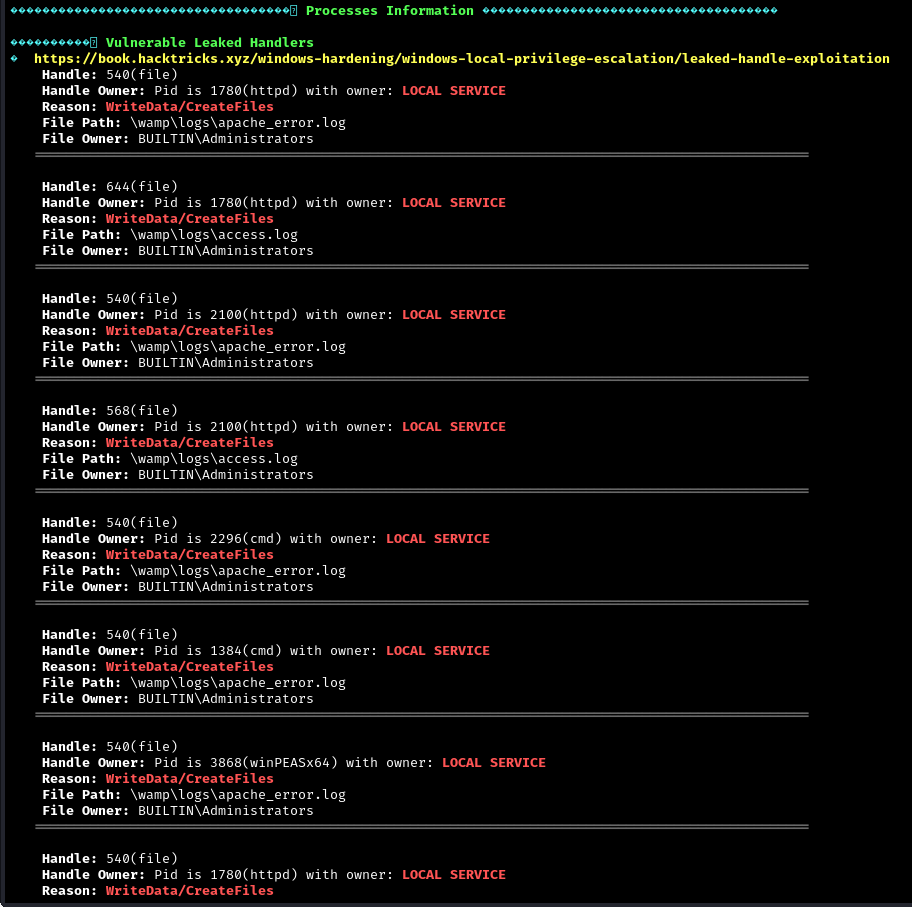 Processes Information
Vulnerable Leaked Handlers
https://book.hacktricks.xyz/windows-hardening/windows-local-privilege-escalation/leaked-handle-exploitation
Handle: 540(file)
Handle Owner: Pid is 1780(httpd) with owner: LOCAL SERVICE
Reason: WriteData/CreateFiles
File Path: \wamp\logs\apache_error.log
File Owner: BUILTIN\Administrators
Handle: 644(file)
Handle Owner: Pid is 1780(httpd) with owner: LOCAL SERVICE
Reason: WriteData/CreateFiles
File Path: \wamp\logs\access.log
File Owner: BUILTIN\Administrators
Handle: 540(file)
Handle Owner: Pid is 2100(httpd) with owner: LOCAL SERVICE
Reason: WriteData/CreateFiles
File Path: \wamp\logs\apache_error.log
File Owner: BUILTIN\Administrators
Handle: 568(file)
Handle Owner: Pid is 2100(httpd) with owner: LOCAL SERVICE
Reason: WriteData/CreateFiles
File Path: \wamp\logs\access.log
File Owner: BUILTIN\Administrators
Handle: 540(file)
Handle Owner: Pid is 2296(cmd) with owner: LOCAL SERVICE
Reason: WriteData/CreateFiles
File Path: \wamp\logs\apache_error.log
File Owner: BUILTIN\Administrators
Handle: 540(file)
Handle Owner: Pid is 1384(cmd) with owner: LOCAL SERVICE
Reason: WriteData/CreateFiles
File Path: \wamp\logs\apache_error.log
File Owner: BUILTIN\Administrators
Handle: 540(file)
Handle Owner: Pid is 3868(winPEASx64) with owner: LOCAL SERVICE
Reason: WriteData/CreateFiles
File Path: \wamp\logs\apache_error.log
File Owner: BUILTIN\Administrators
Handle: 540(file)
Handle Owner: Pid is 1780(httpd) with owner: LOCAL SERVICE
Reason: WriteData/CreateFiles